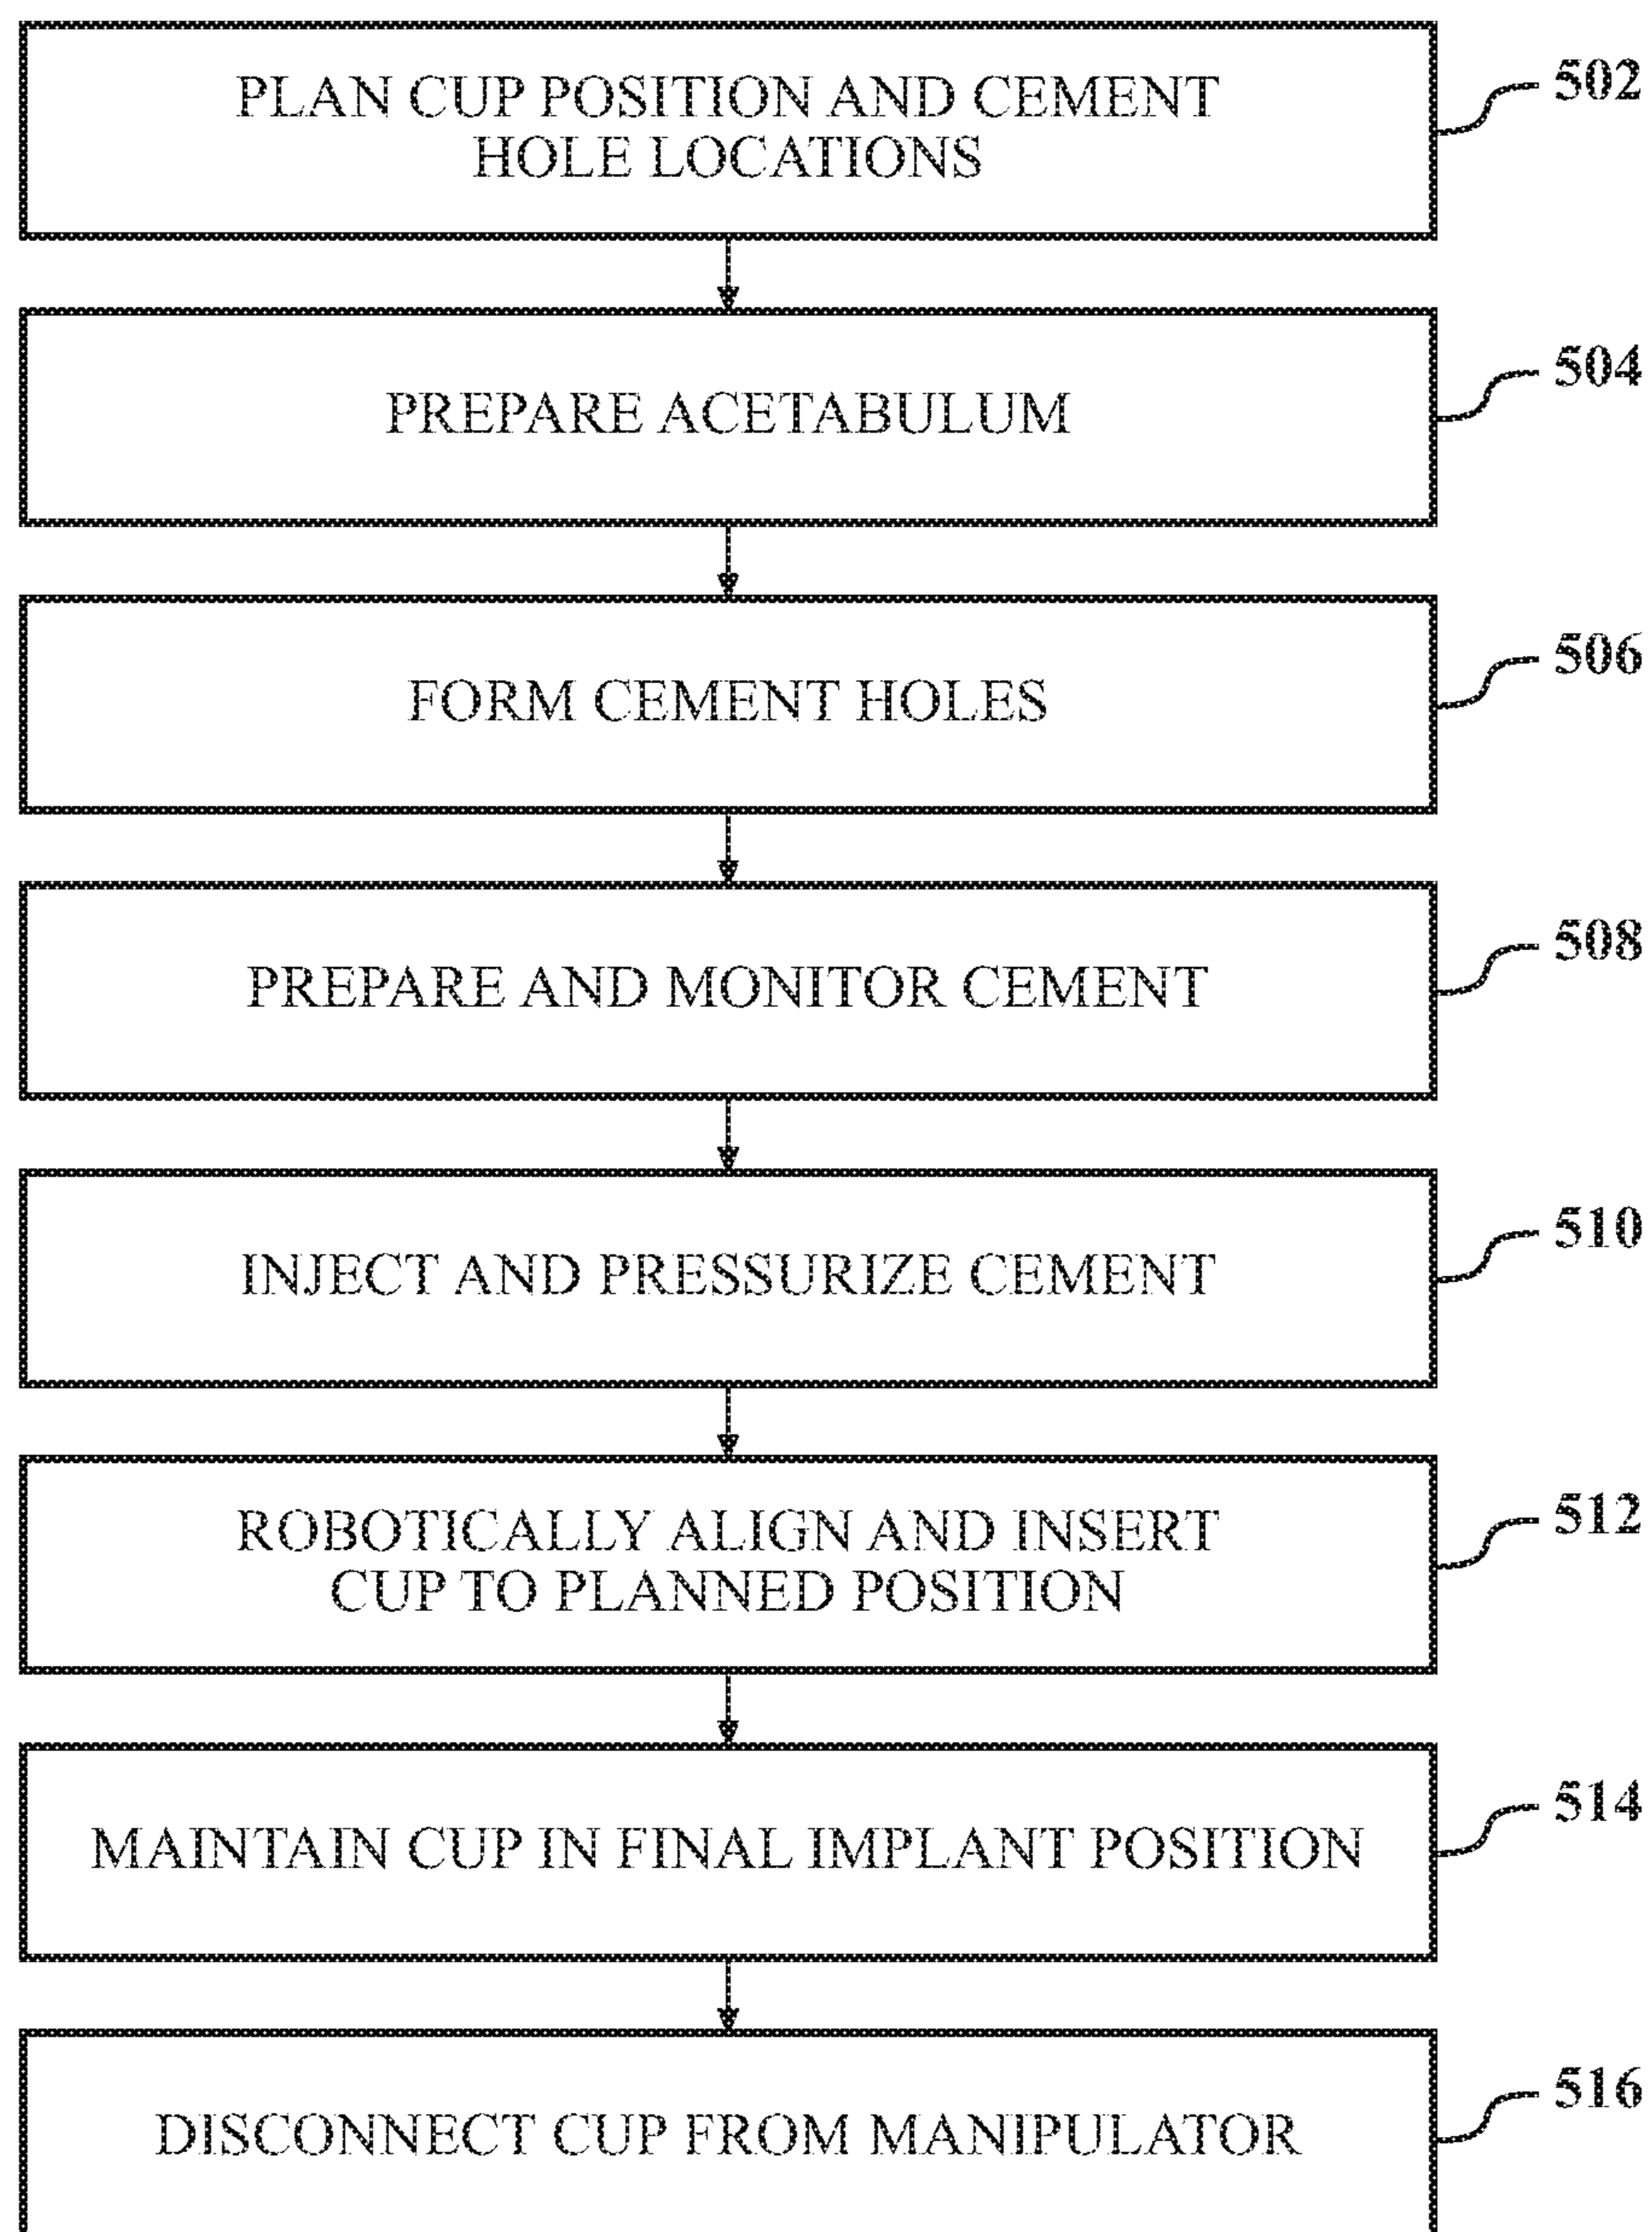 PLAN CUP POSITION AND CEMENT
HOLE LOCATIONS
502
PREPARE ACETABULUM
504
FORM CEMENT HOLES
506
PREPARE AND MONITOR CEMENT
508
INJECT AND PRESSURIZE CEMENT
510
ROBOTICALLY ALIGN AND INSERT
CUP TO PLANNED POSITION
512
MAINTAIN CUP IN FINAL IMPLANT POSITION
514
DISCONNECT CUP FROM MANIPULATOR
516